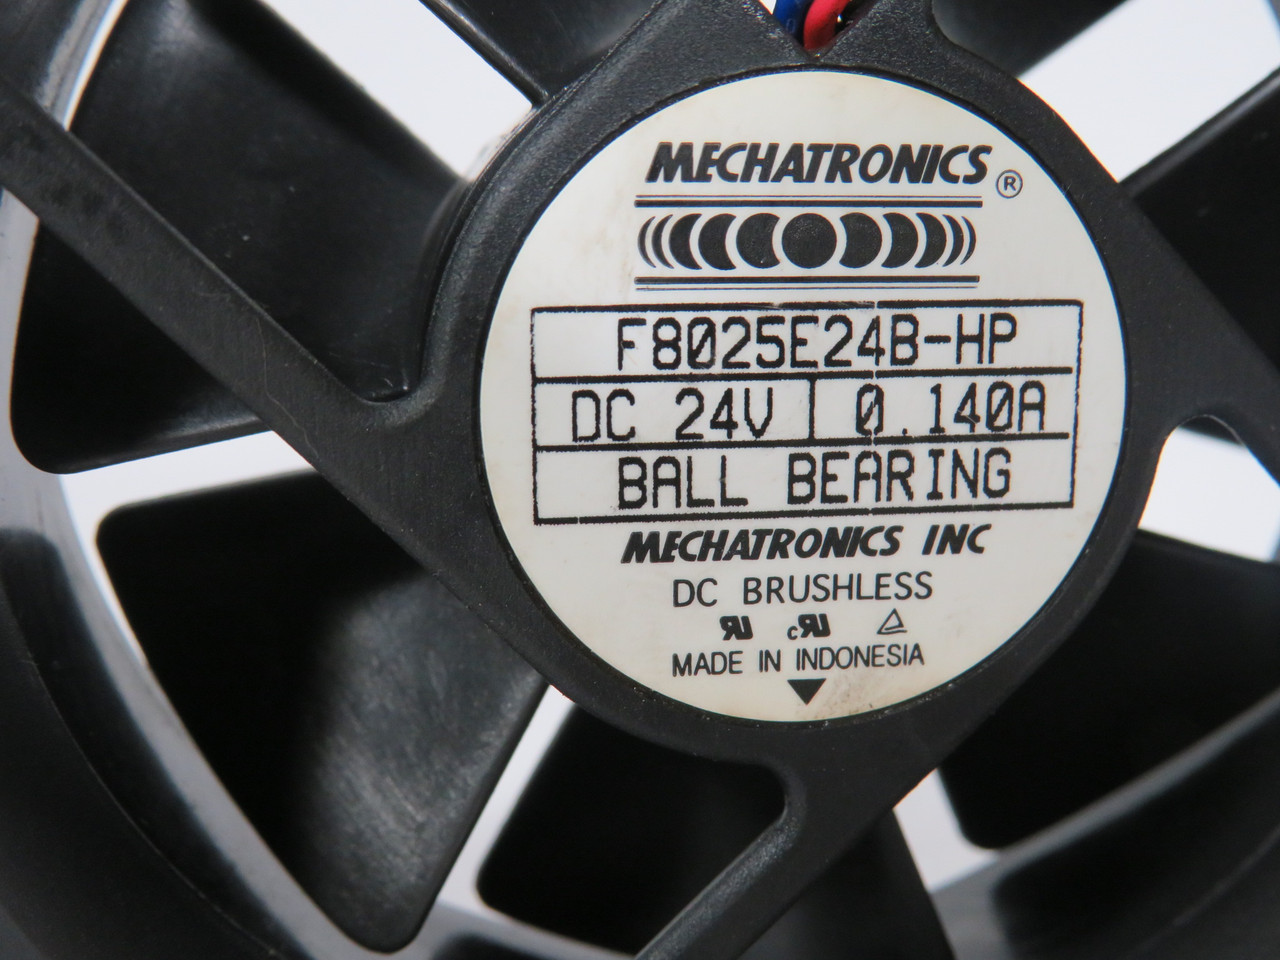 MECHATRONICS ®
F8025E24B-HP
DC 24V 0.140A
BALL BEARING
MECHATRONICS INC
DC BRUSHLESS
MADE IN INDONESIA